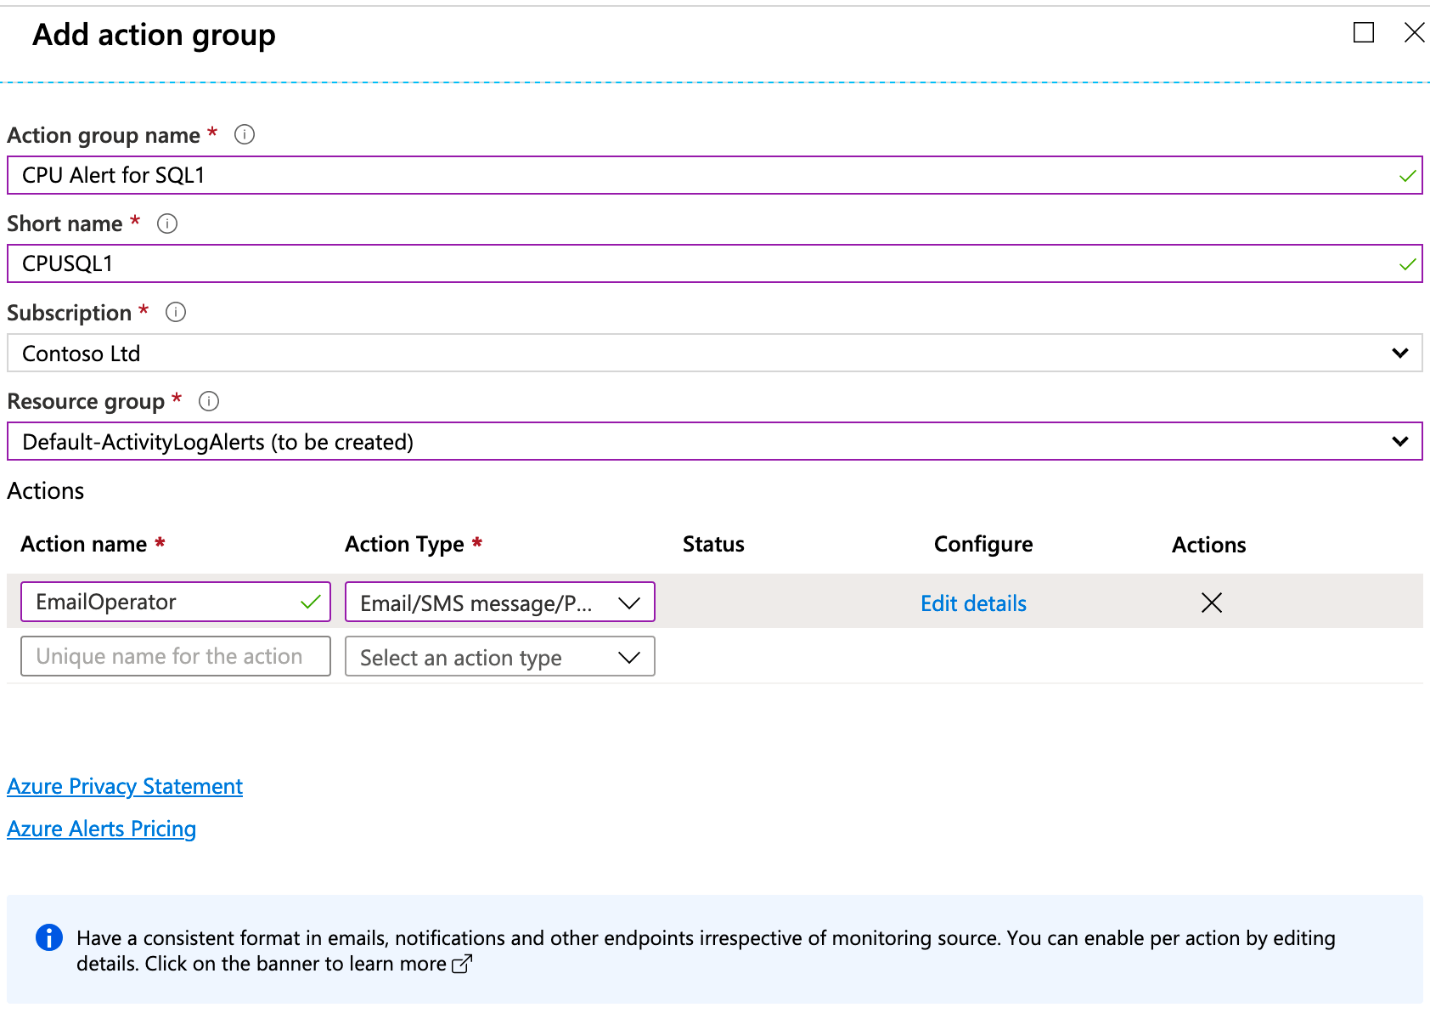 Add action group
Action group name *
CPU Alert for SQL1
Short name *
CPUSQL1
Subscription *
Contoso Ltd
Resource group *
Default-ActivityLogAlerts (to be created)
Actions
Action name * Action Type * Status Configure Actions
EmailOperator Email/SMS message/P... Edit details
Unique name for the action Select an action type
Azure Privacy Statement
Azure Alerts Pricing
Have a consistent format in emails, notifications and other endpoints irrespective of monitoring source. You can enable per action by editing
details. Click on the banner to learn more